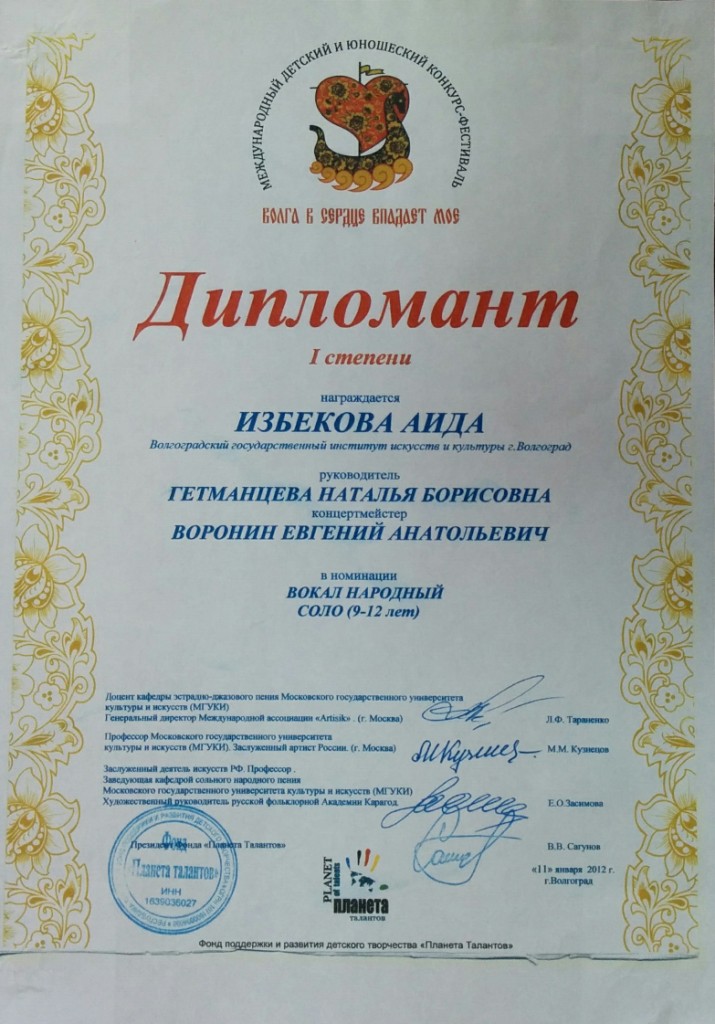 МЕЖДУНАРОДНЫЙ ДЕТСКИЙ И ЮНОШЕСКИЙ КОНКУРС-ФЕСТИВАЛЬ
ВОЛГА В СЕРДЦЕ ВПАДАЕТ МОЕ
Дипломант
I степени
награждается
ИЗБЕКОВА АИДА
Волгоградский государственный институт искусств и культуры г.Волгоград
руководитель
ГЕТМАНЦЕВА НАТАЛЬЯ БОРИСОВНА
концертмейстер
ВОРОНИН ЕВГЕНИЙ АНАТОЛЬЕВИЧ
в номинации
ВОКАЛ НАРОДНЫЙ
СОЛО (9-12 лет)
Доцент кафедры эстрадно-джазового пения Московского государственного университета
культуры и искусств (МГУКИ)
Генеральный директор Международной ассоциации «Artisik» . (г. Москва)
Л.Ф. Тараненко
Профессор Московского государственного университета
культуры и искусств (МГУКИ). Заслуженный артист России. (г. Москва)
М.М. Кузнецов
Заслуженный деятель искусств РФ. Профессор .
Заведующая кафедрой сольного народного пения
Московского государственного университета культуры и искусств (МГУКИ)
Художественный руководитель русской фольклорной Академии Карагод.
Е.О.Засимова
Президент Фонда «Планета Талантов»
В.В. Сагунов
«11» января 2012 г.
г.Волгоград
Фонд
"Планета талантов"
ИНН
1639035027
PLANET
of talents
планета
талантов
Фонд поддержки и развития детского творчества «Планета Талантов»